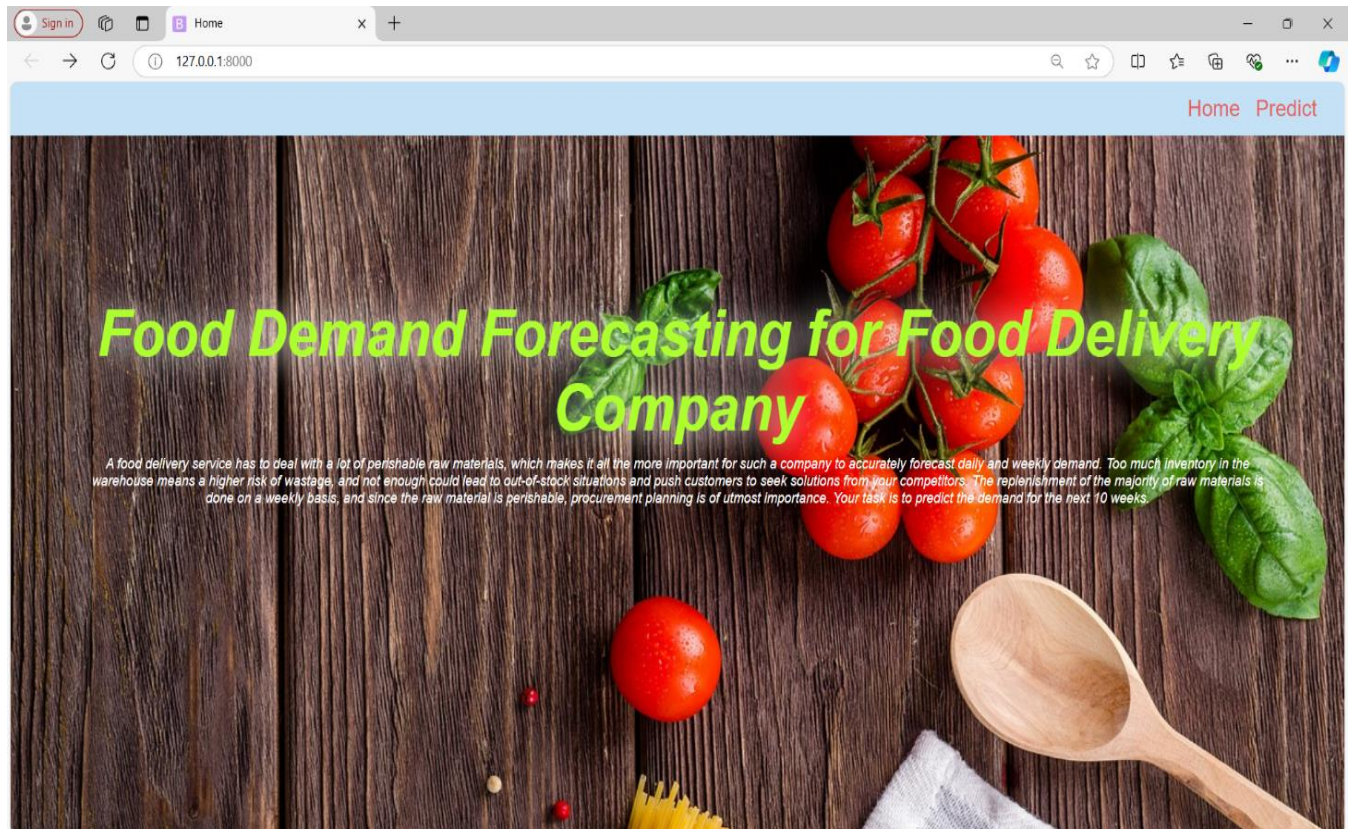 Sign in
B Home
127.0.0.1:8000
Home Predict
Food Demand Forecasting for Food Delivery
Company
A food delivery service has to deal with a lot of perishable raw materials, which makes it all the more important for such a company to accurately forecast daily and weekly demand. Too much inventory in the
warehouse means a higher risk of wastage, and not enough could lead to out-of-stock situations and push customers to seek solutions from your competitors. The replenishment of the majority of raw materials is
done on a weekly basis, and since the raw material is perishable, procurement planning is of utmost importance. Your task is to predict the demand for the next 10 weeks.